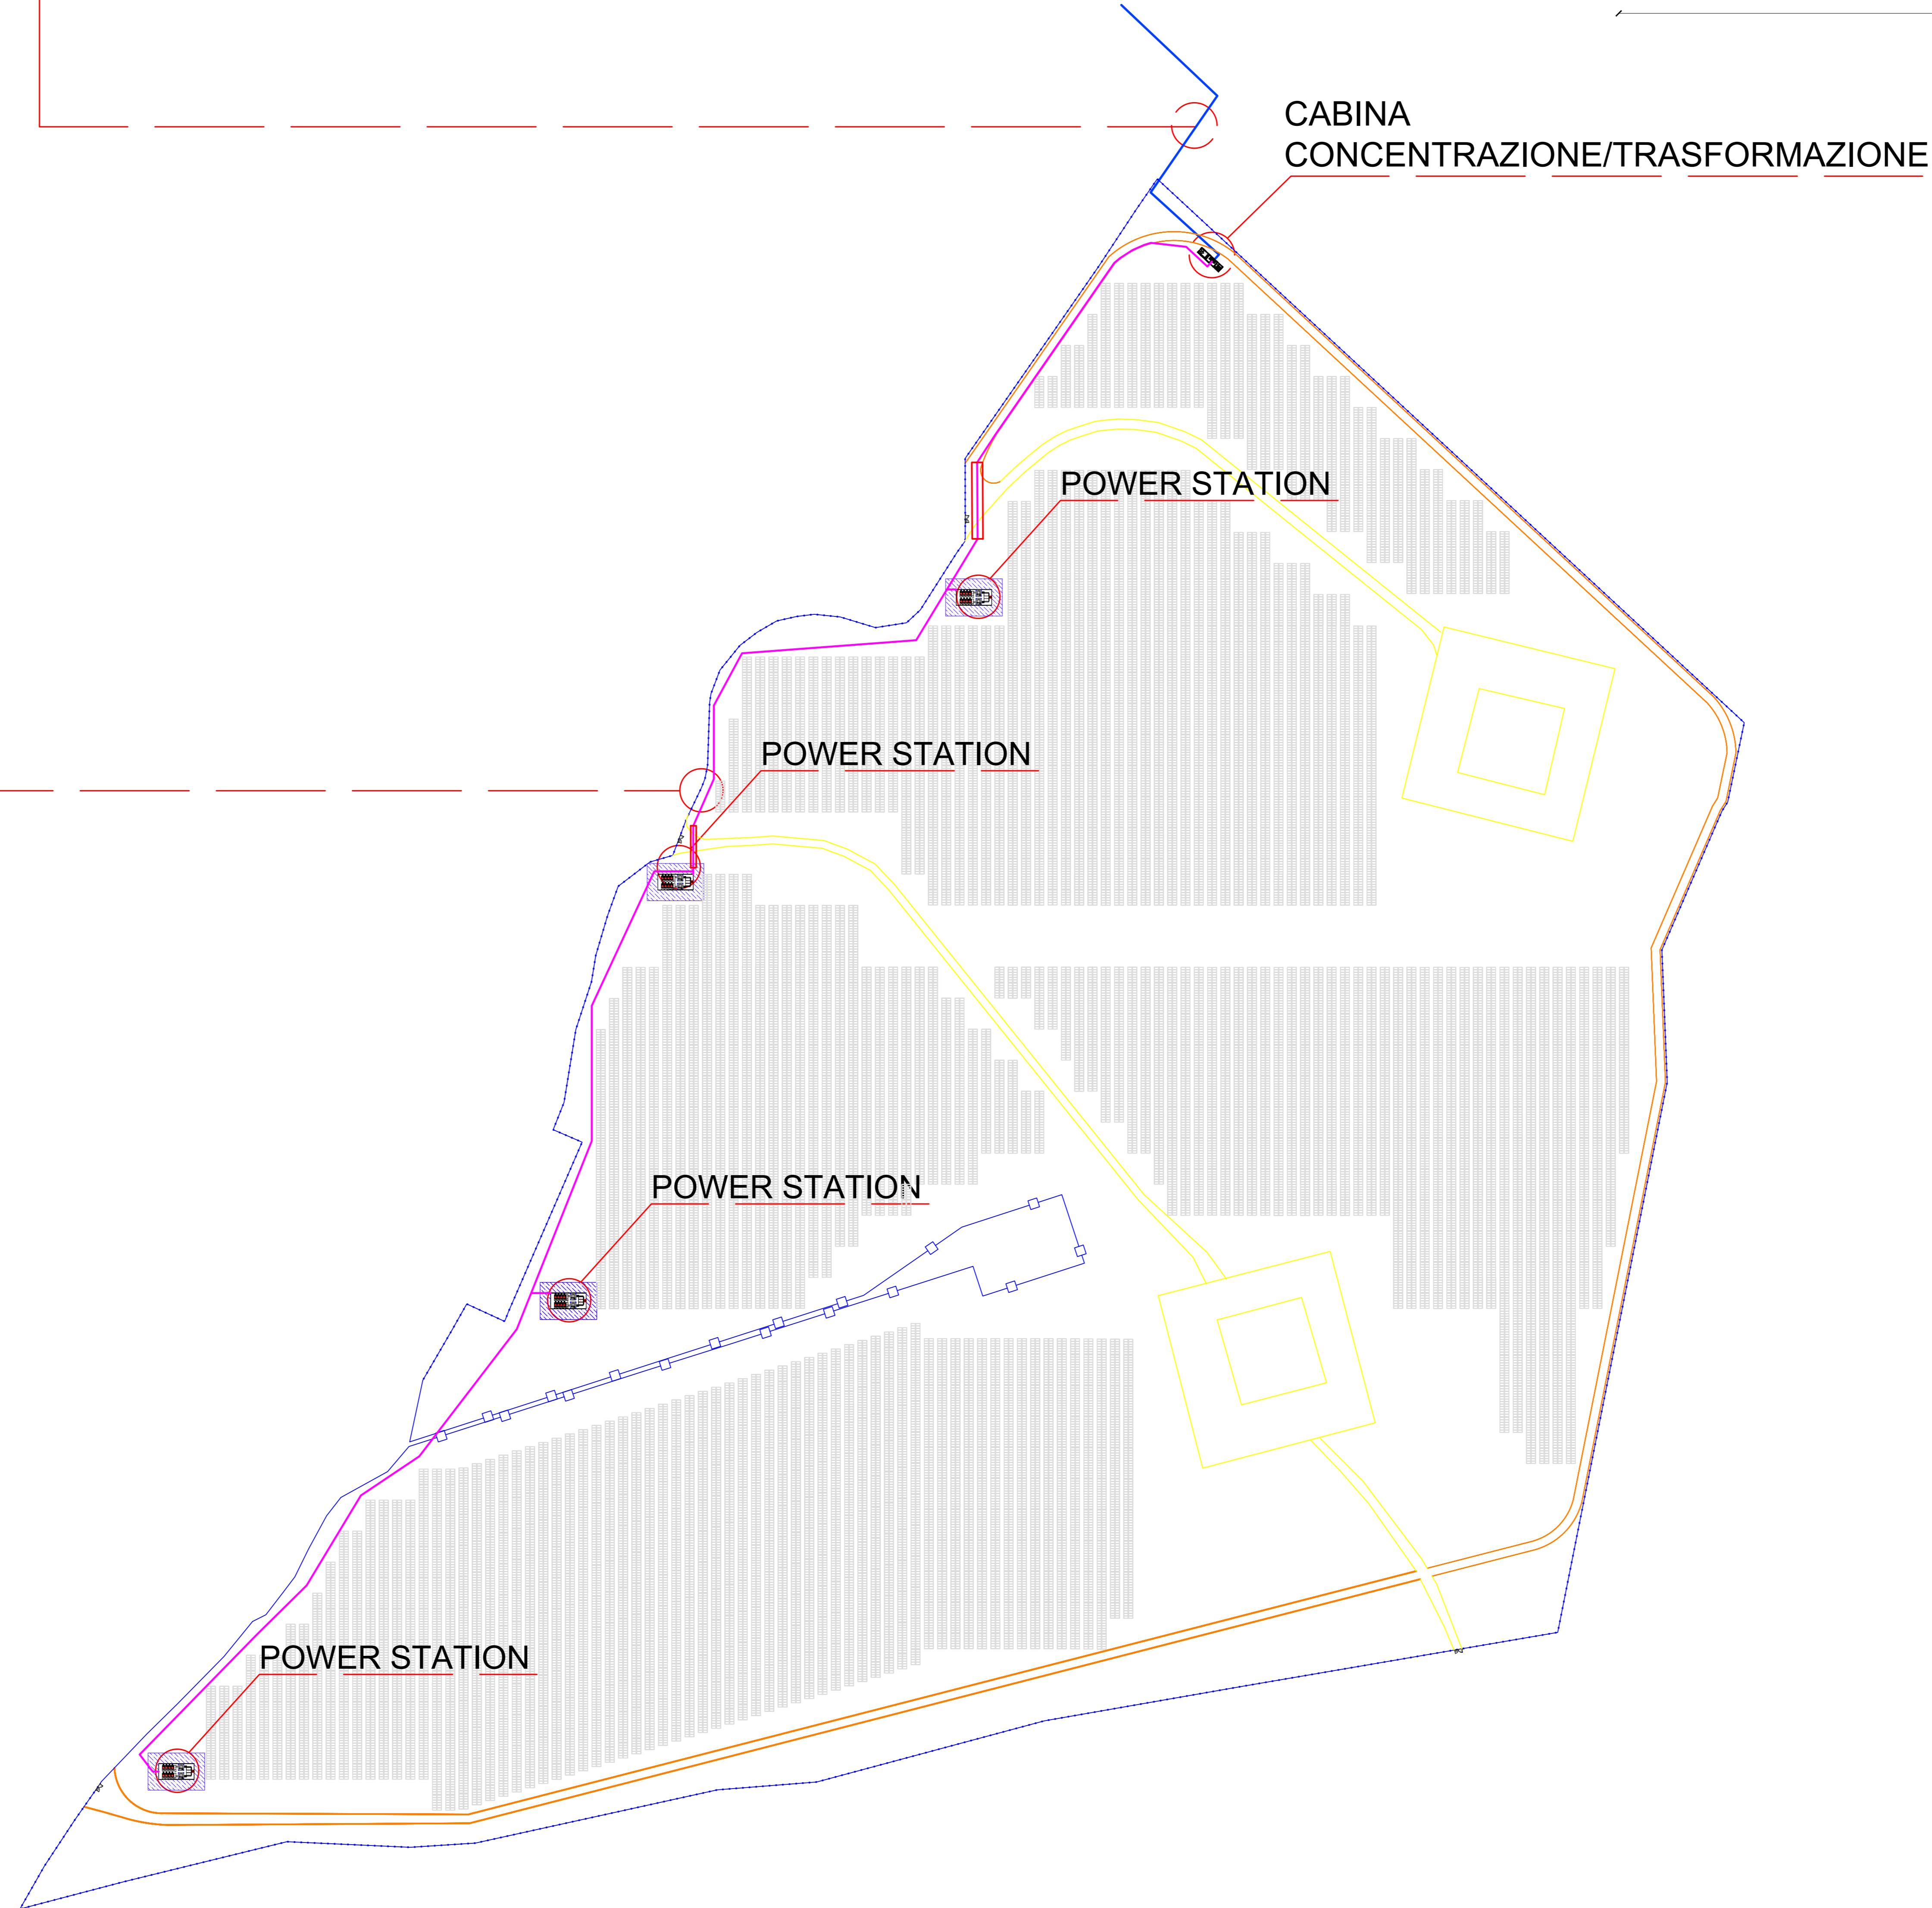 CABINA
CONCENTRAZIONE/TRASFORMAZIONE
POWER STATION
POWER STATION
POWER STATION
POWER STATION